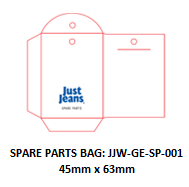 Just
Jeans
SPARE PARTS
SPARE PARTS BAG: JJW-GE-SP-001
45mm x 63mm